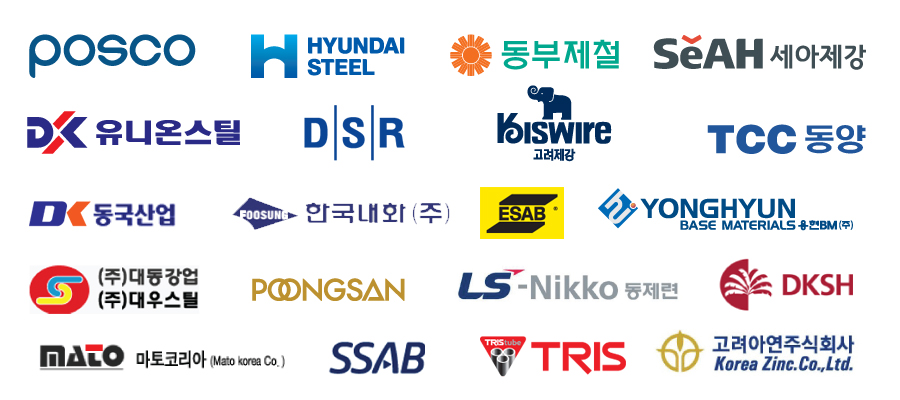 posco
HYUNDAI
STEEL
동부제철
SeAH 세아제강
DK 유니온스틸
DSR
KISWIRE
고려제강
TCC 동양
DK 동국산업
FOOSUNG 한국내화 (주)
ESAB
YONGHYUN
BASE MATERIALS 용현BM(주)
(주)대동강업
(주)대우스틸
POONGSAN
LS-Nikko 동제련
DKSH
MATO 마토코리아 (Mato korea Co.)
SSAB
TRIS tube
TRIS
고려아연주식회사
Korea Zinc.Co.,Ltd.